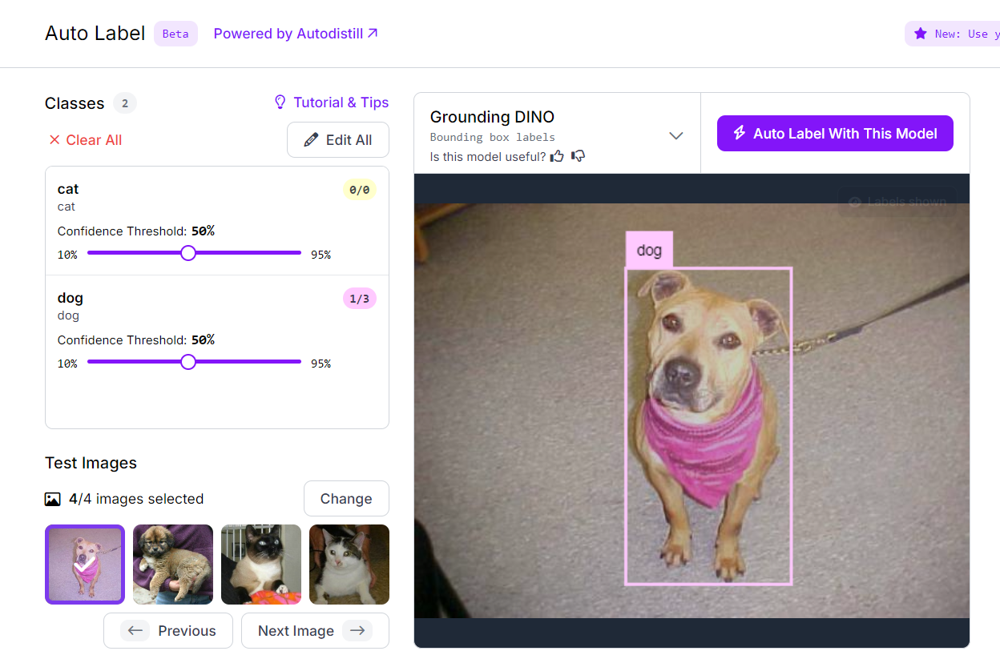 Auto Label Beta Powered by Autodistill
New: Use y
Classes 2
Tutorial & Tips
Clear All
Edit All
cat 0/0
cat
Confidence Threshold: 50%
10% 95%
dog 1/3
dog
Confidence Threshold: 50%
10% 95%
Test Images
4/4 images selected
Change
Previous
Next Image
Grounding DINO
Bounding box labels
Is this model useful?
Auto Label With This Model
Labels shown
dog